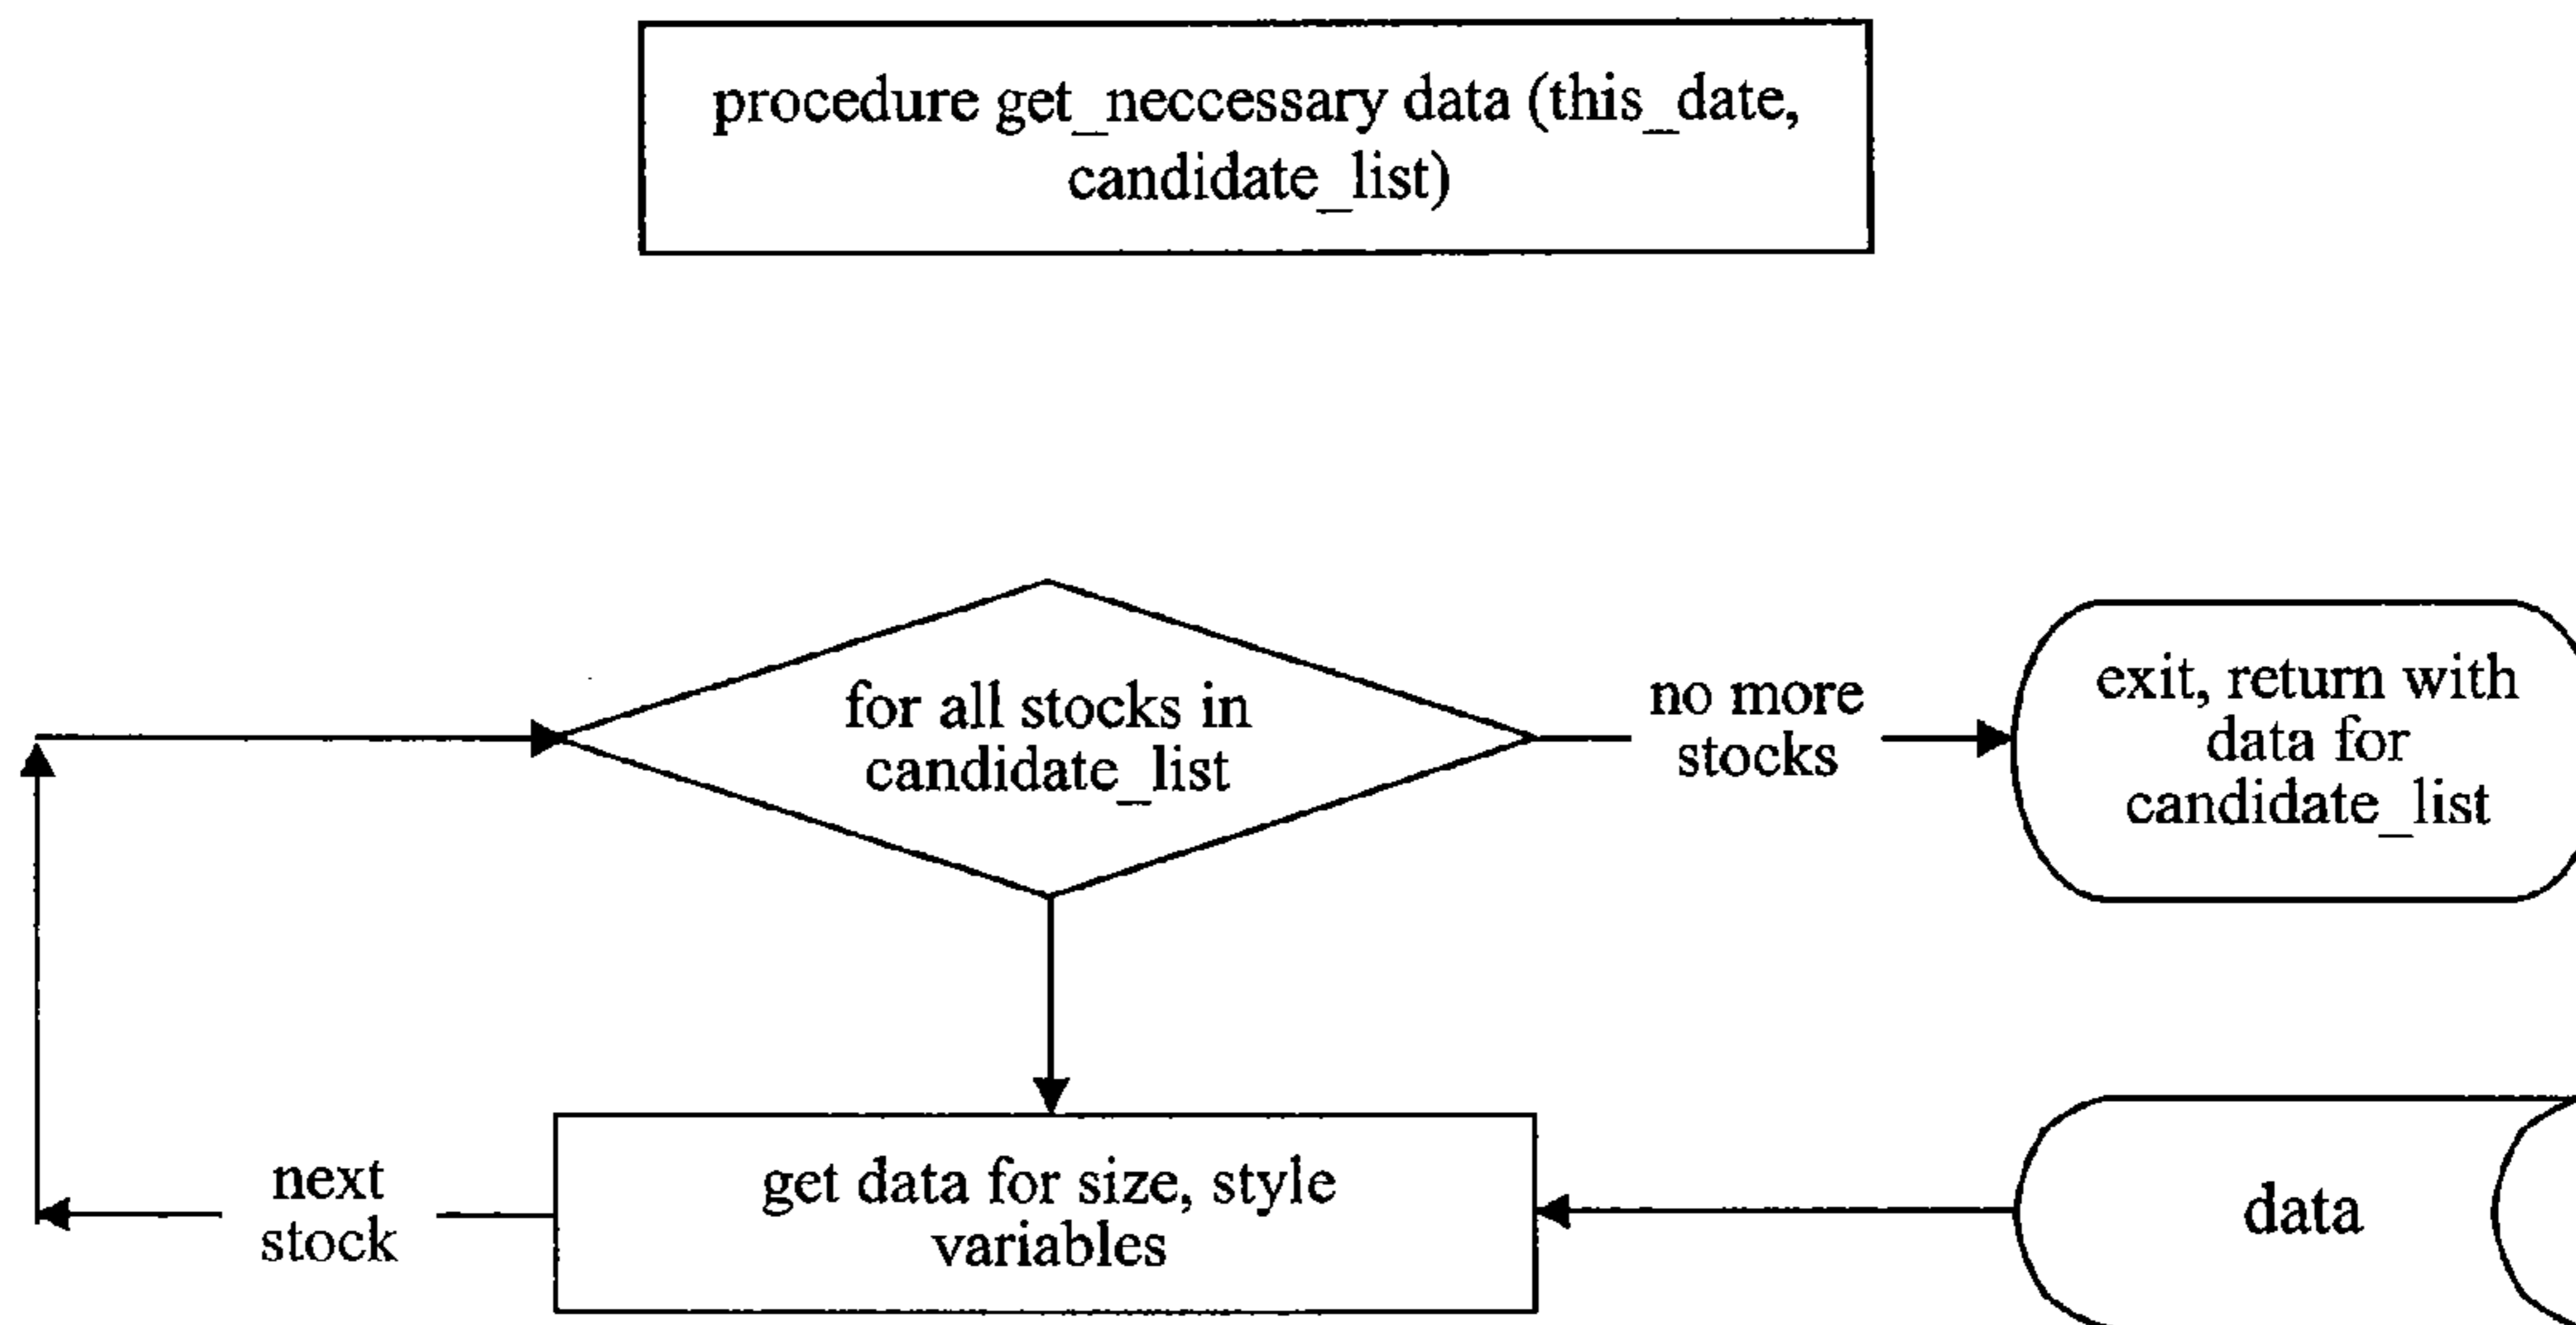 procedure get_neccessary data (this_date,
candidate_list)
for all stocks in
candidate_list
no more
stocks
exit, return with
data for
candidate_list
next
stock
get data for size, style
variables
data